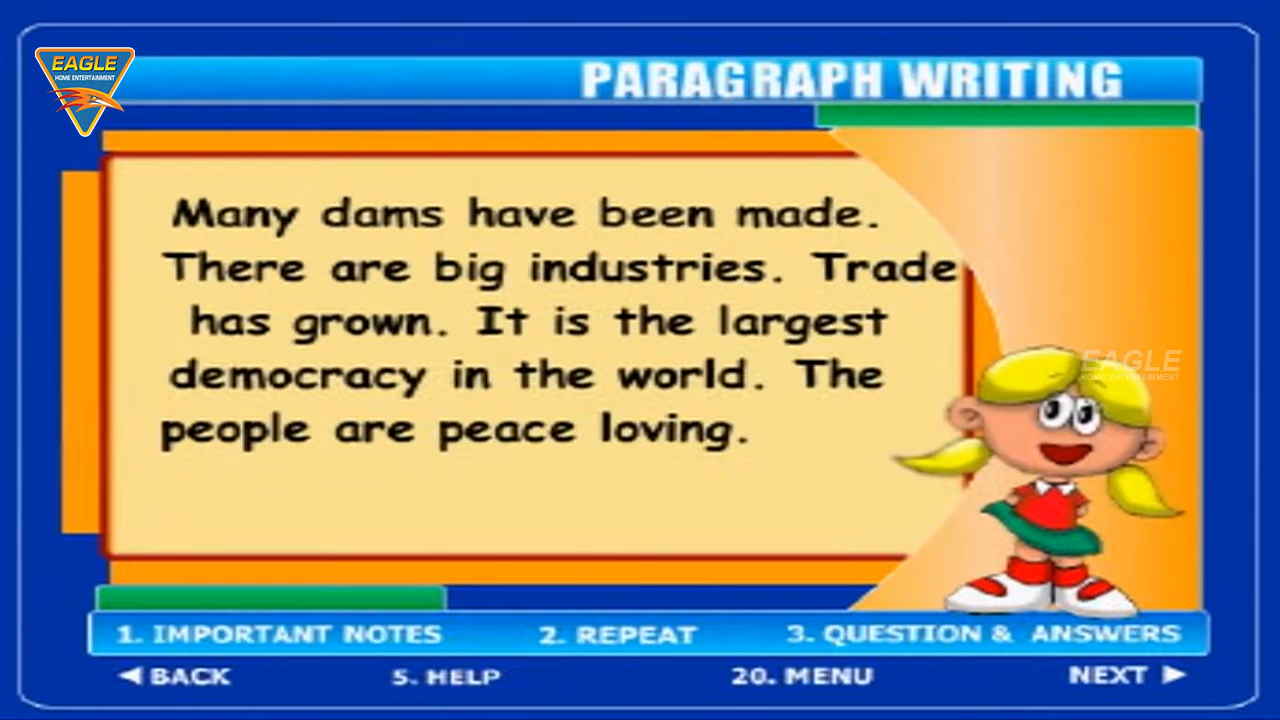 EAGLE
HOME ENTERTAINMENT
PARAGRAPH WRITING
Many dams have been made.
There are big industries. Trade
has grown. It is the largest
democracy in the world. The
people are peace loving.
EAGLE
HOME ENTERTAINMENT
1. IMPORTANT NOTES 2. REPEAT 3. QUESTION & ANSWERS
BACK 5. HELP 20. MENU NEXT